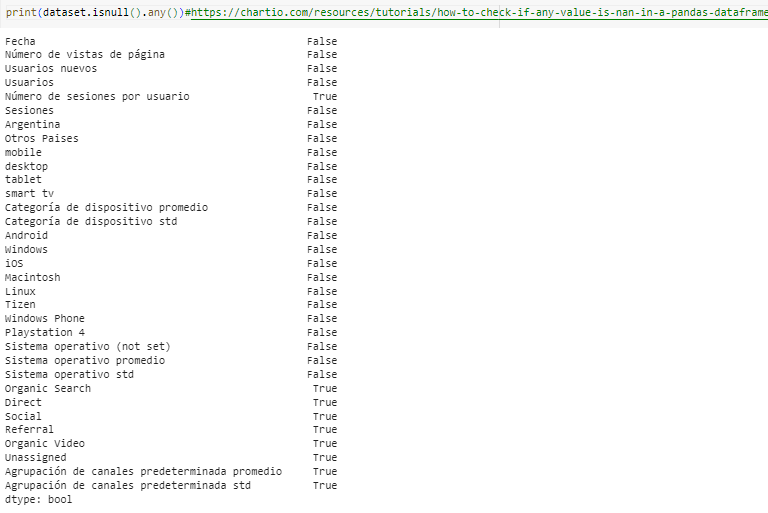 print(dataset.isnull().any())#https://chartio.com/resources/tutorials/how-to-check-if-any-value-is-nan-in-a-pandas-dataframe
Fecha False
Número de vistas de página False
Usuarios nuevos False
Usuarios False
Número de sesiones por usuario True
Sesiones False
Argentina False
Otros Paises False
mobile False
desktop False
tablet False
smart tv False
Categoría de dispositivo promedio False
Categoría de dispositivo std False
Android False
Windows False
iOS False
Macintosh False
Linux False
Tizen False
Windows Phone False
Playstation 4 False
Sistema operativo (not set) False
Sistema operativo promedio False
Sistema operativo std False
Organic Search True
Direct True
Social True
Referral True
Organic Video True
Unassigned True
Agrupación de canales predeterminada promedio True
Agrupación de canales predeterminada std True
dtype: bool